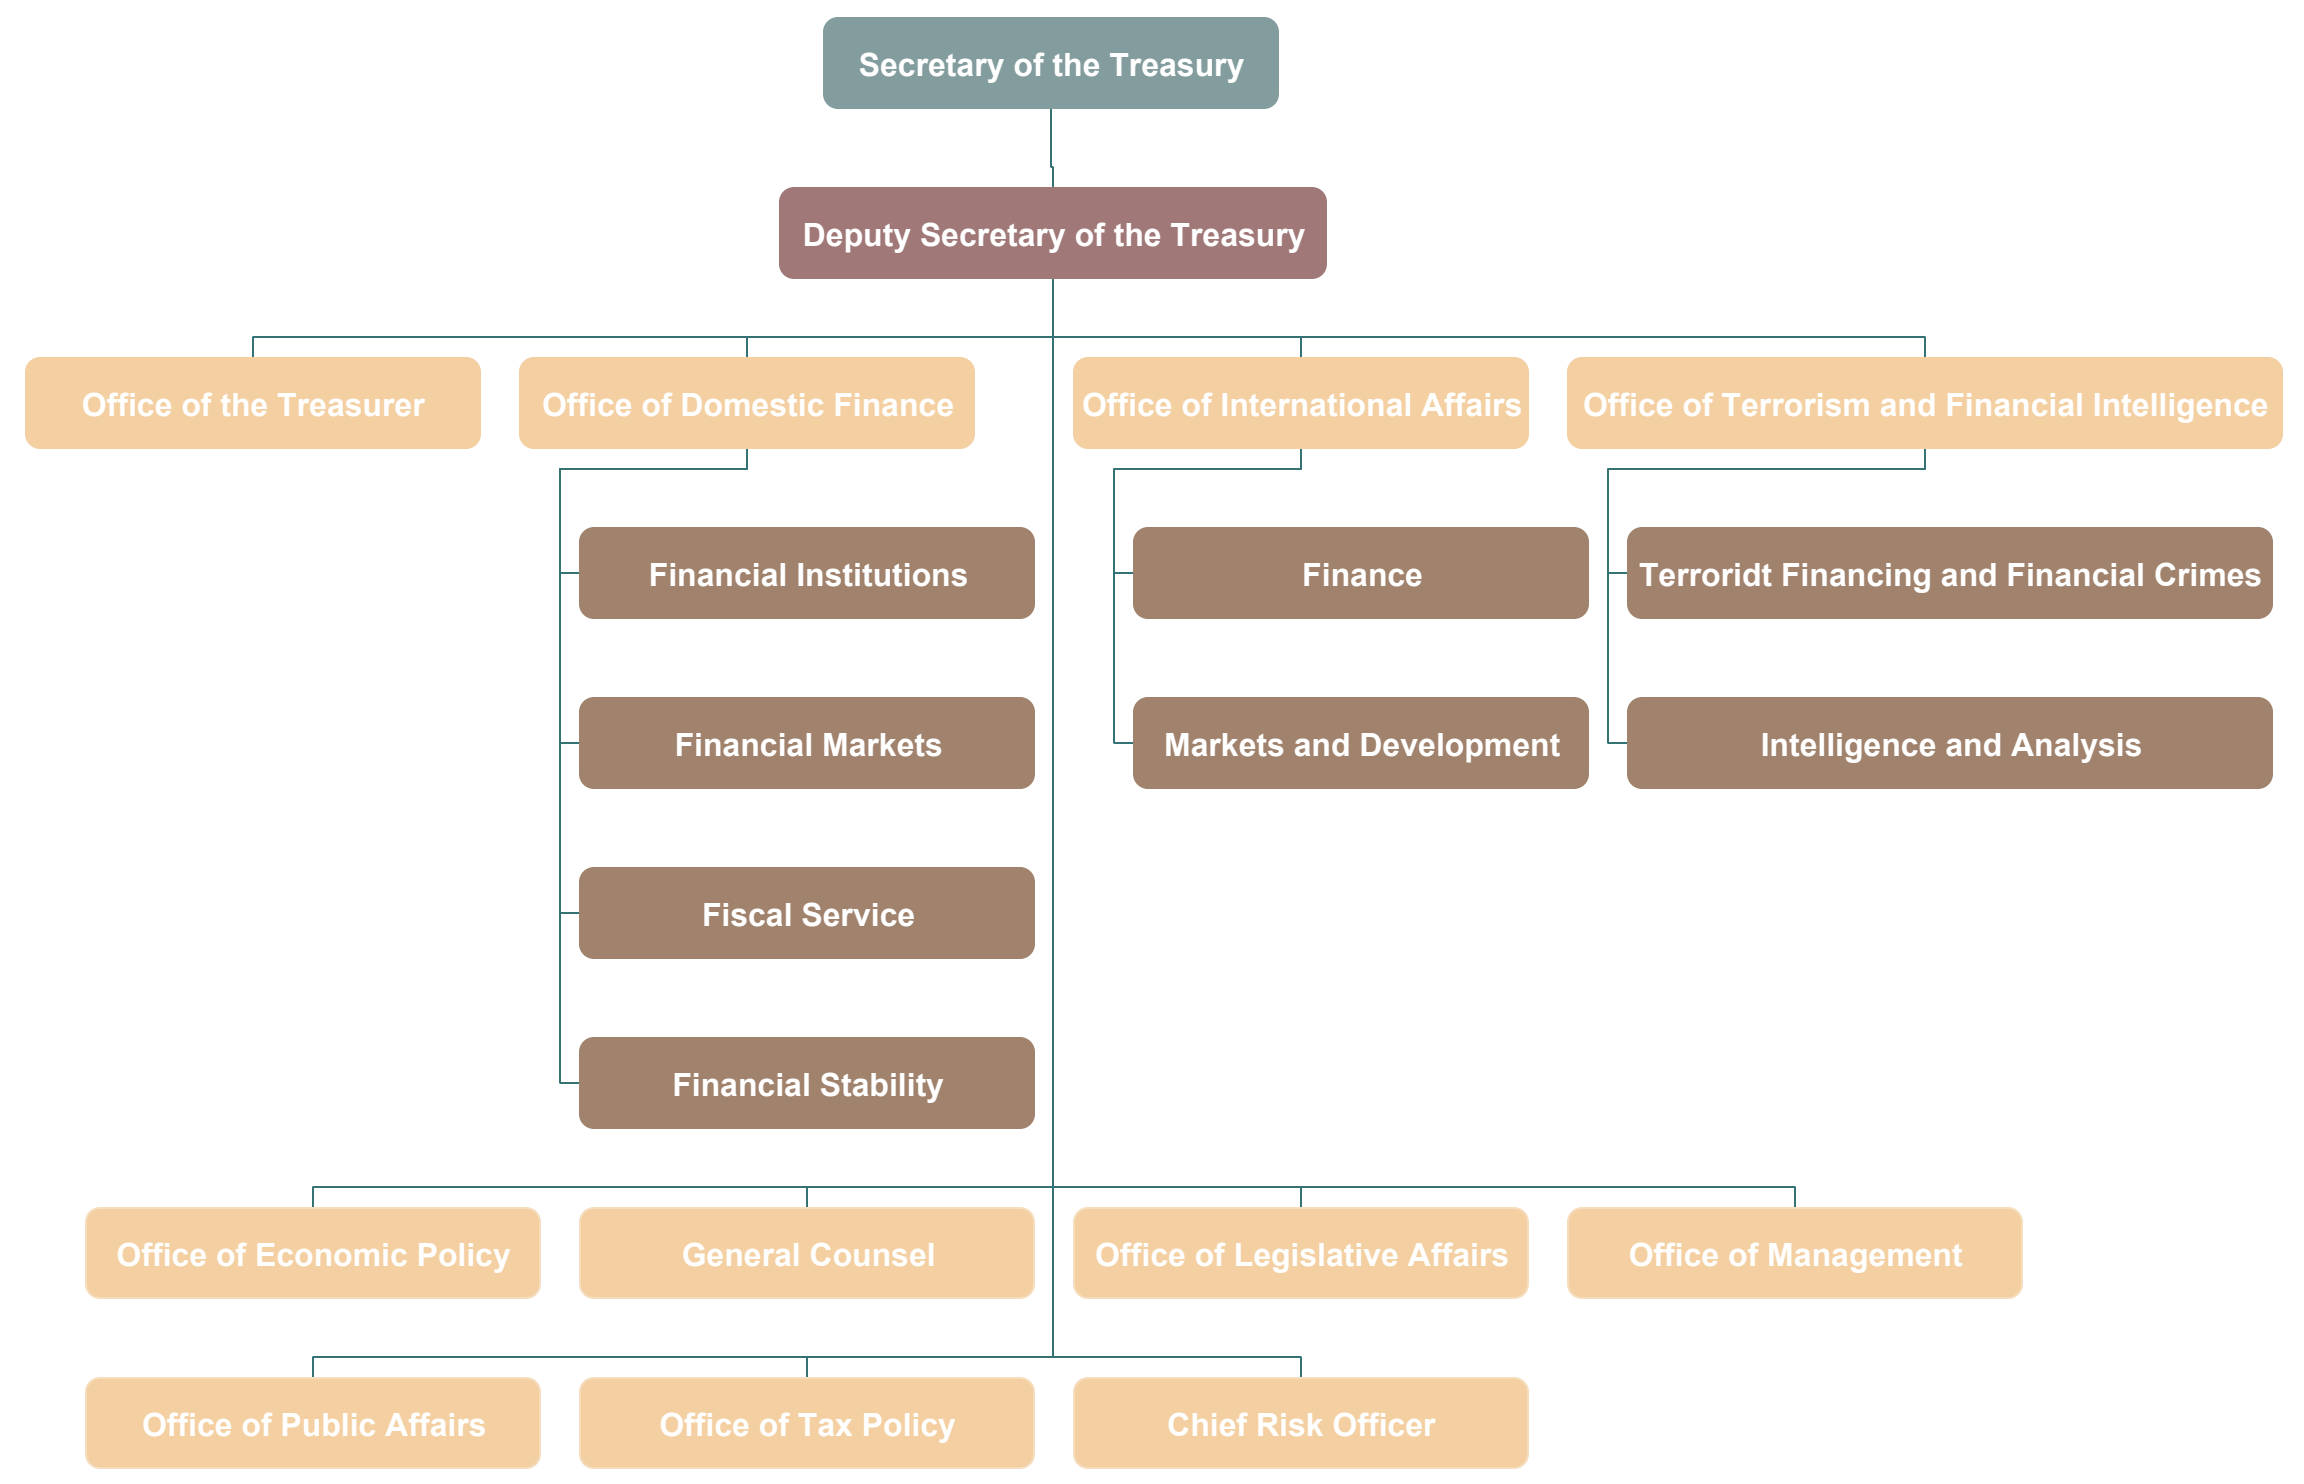 Secretary of the Treasury
Deputy Secretary of the Treasury
Office of the Treasurer
Office of Domestic Finance
Office of International Affairs
Office of Terrorism and Financial Intelligence
Financial Institutions
Finance
Terroridt Financing and Financial Crimes
Financial Markets
Markets and Development
Intelligence and Analysis
Fiscal Service
Financial Stability
Office of Economic Policy
General Counsel
Office of Legislative Affairs
Office of Management
Office of Public Affairs
Office of Tax Policy
Chief Risk Officer